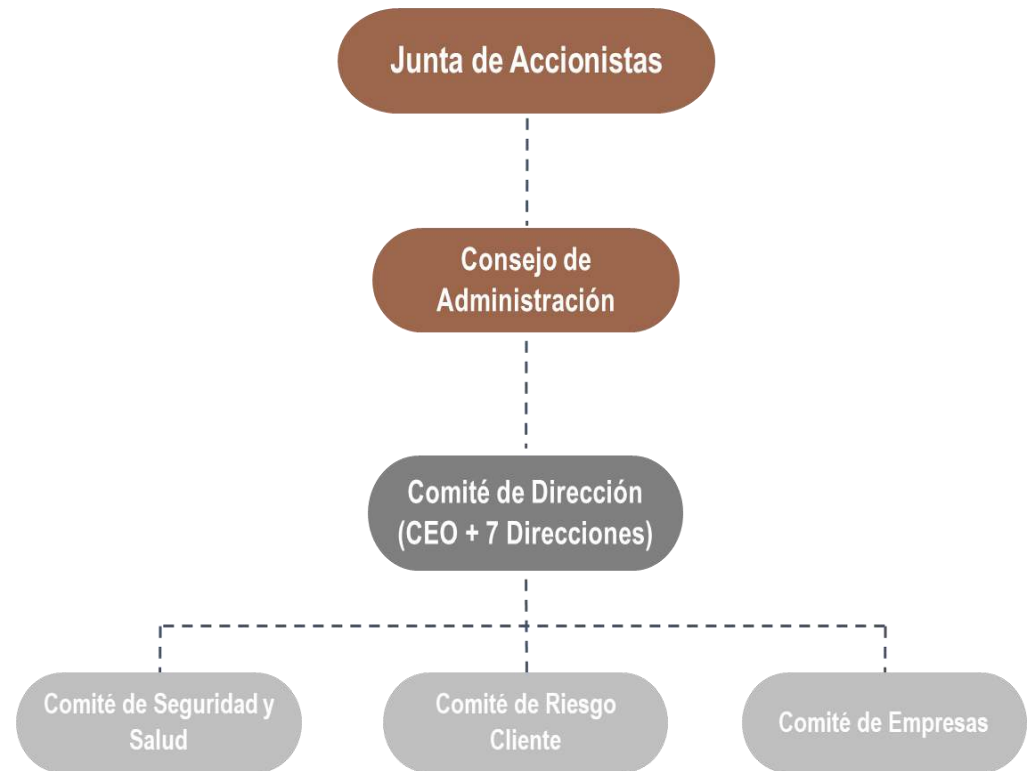 Junta de Accionistas
Consejo de
Administración
Comité de Dirección
(CEO + 7 Direcciones)
Comité de Seguridad y
Salud
Comité de Riesgo
Cliente
Comité de Empresas